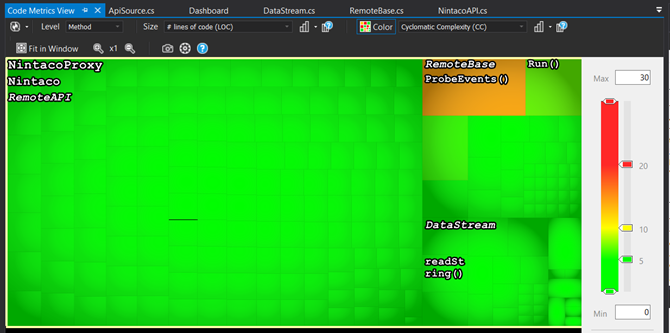 Code Metrics View ApiSource.cs Dashboard DataStream.cs RemoteBase.cs NintacoAPI.cs
Level Method Size # lines of code (LOC) Color Cyclomatic Complexity (CC)
Fit in Window x1
NintacoProxy
Nintaco
RemoteAPI
RemoteBase Run()
ProbeEvents()
DataStream
readSt
ring()
Max 30
20
10
5
Min 0